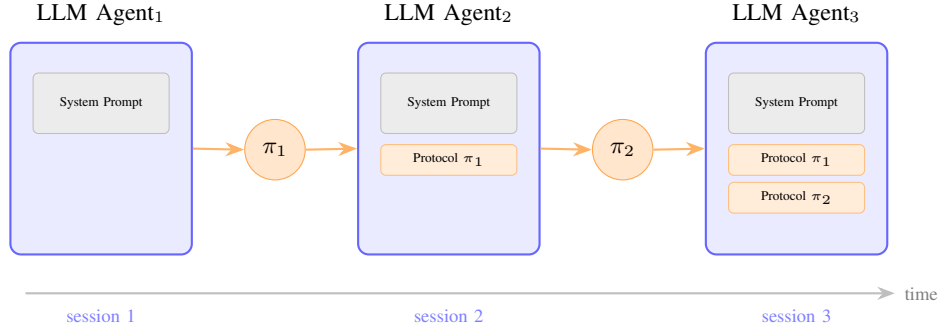 LLM Agent₁ LLM Agent₂ LLM Agent₃
System Prompt System Prompt System Prompt
π₁ π₂
Protocol π₁ Protocol π₁
Protocol π₂
time
session 1 session 2 session 3